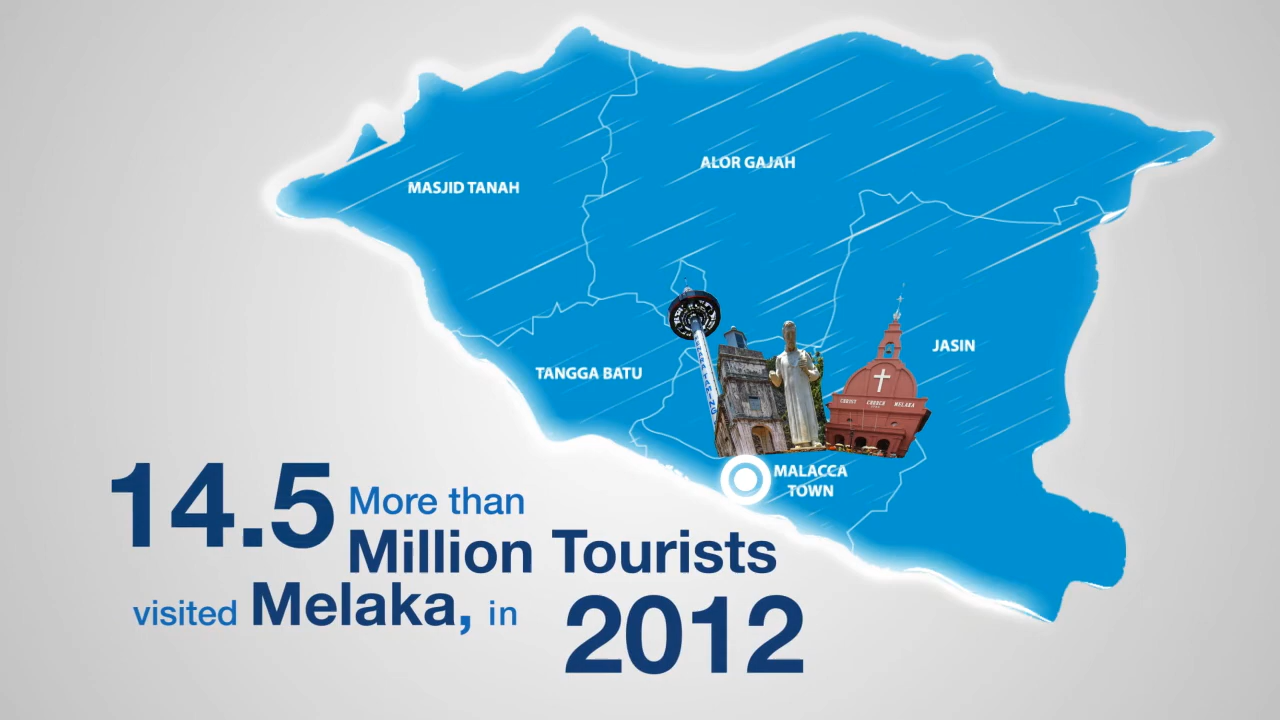 ALOR GAJAH
MASJID TANAH
JASIN
TANGGA BATU
CHRIST CHURCH MELAKA
MALACCA
TOWN
14.5 More than
Million Tourists
visited Melaka, in
2012